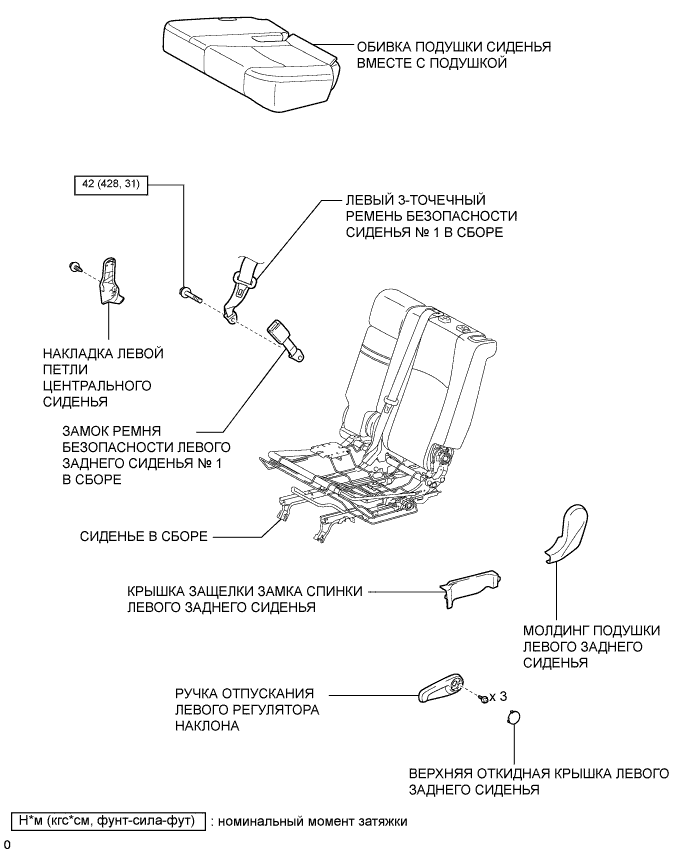 ОБИВКА ПОДУШКИ СИДЕНЬЯ
ВМЕСТЕ С ПОДУШКОЙ
42 (428, 31)
ЛЕВЫЙ 3-ТОЧЕЧНЫЙ
РЕМЕНЬ БЕЗОПАСНОСТИ
СИДЕНЬЯ № 1 В СБОРЕ
НАКЛАДКА ЛЕВОЙ
ПЕТЛИ
ЦЕНТРАЛЬНОГО
СИДЕНЬЯ
ЗАМОК РЕМНЯ
БЕЗОПАСНОСТИ ЛЕВОГО
ЗАДНЕГО СИДЕНЬЯ № 1
В СБОРЕ
СИДЕНЬЕ В СБОРЕ
КРЫШКА ЗАЩЕЛКИ ЗАМКА СПИНКИ
ЛЕВОГО ЗАДНЕГО СИДЕНЬЯ
МОЛДИНГ ПОДУШКИ
ЛЕВОГО ЗАДНЕГО
СИДЕНЬЯ
РУЧКА ОТПУСКАНИЯ
ЛЕВОГО РЕГУЛЯТОРА
НАКЛОНА
x 3
ВЕРХНЯЯ ОТКИДНАЯ КРЫШКА ЛЕВОГО
ЗАДНЕГО СИДЕНЬЯ
Н*м (кгс*см, фунт-сила-фут) : номинальный момент затяжки
0